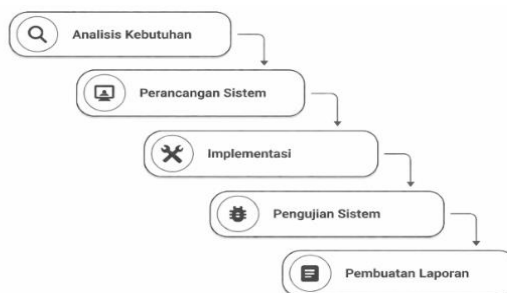 Analisis Kebutuhan
Perancangan Sistem
Implementasi
Pengujian Sistem
Pembuatan Laporan